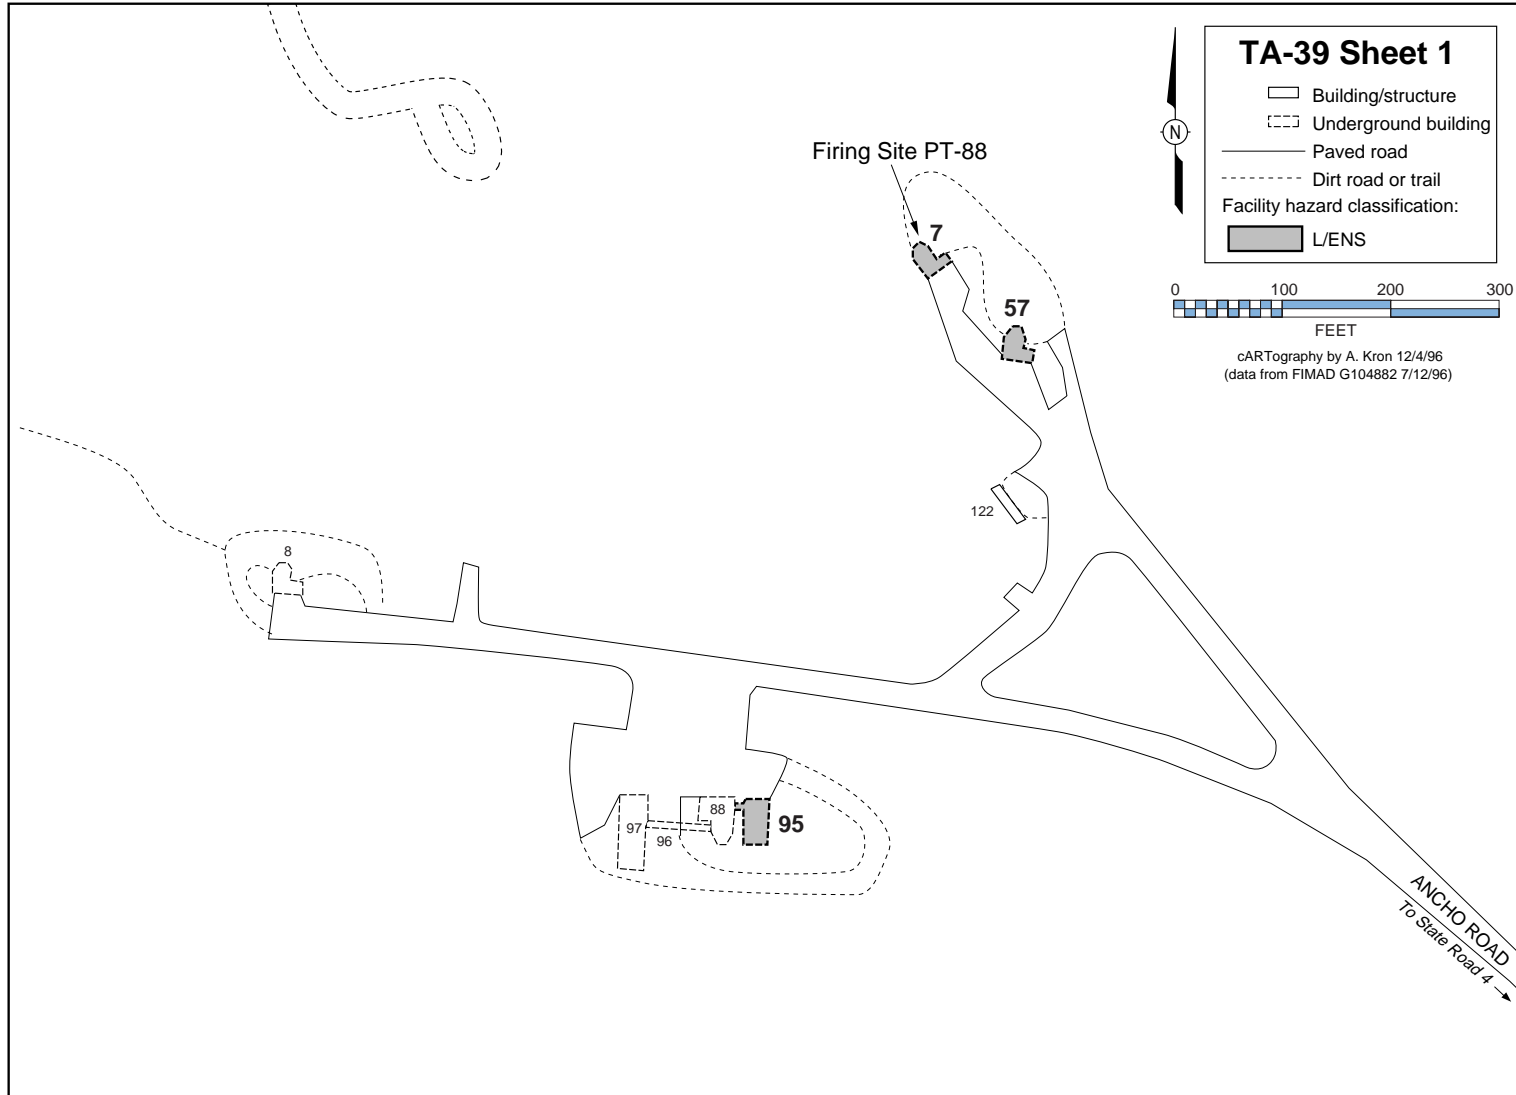 TA-39 Sheet 1
Building/structure
Underground building
Paved road
Dirt road or trail
Facility hazard classification:
L/ENS
N
0 100 200 300
FEET
cARTography by A. Kron 12/4/96
(data from FIMAD G104882 7/12/96)
Firing Site PT-88
7
57
122
8
88
95
97
96
ANCHO ROAD
To State Road 4